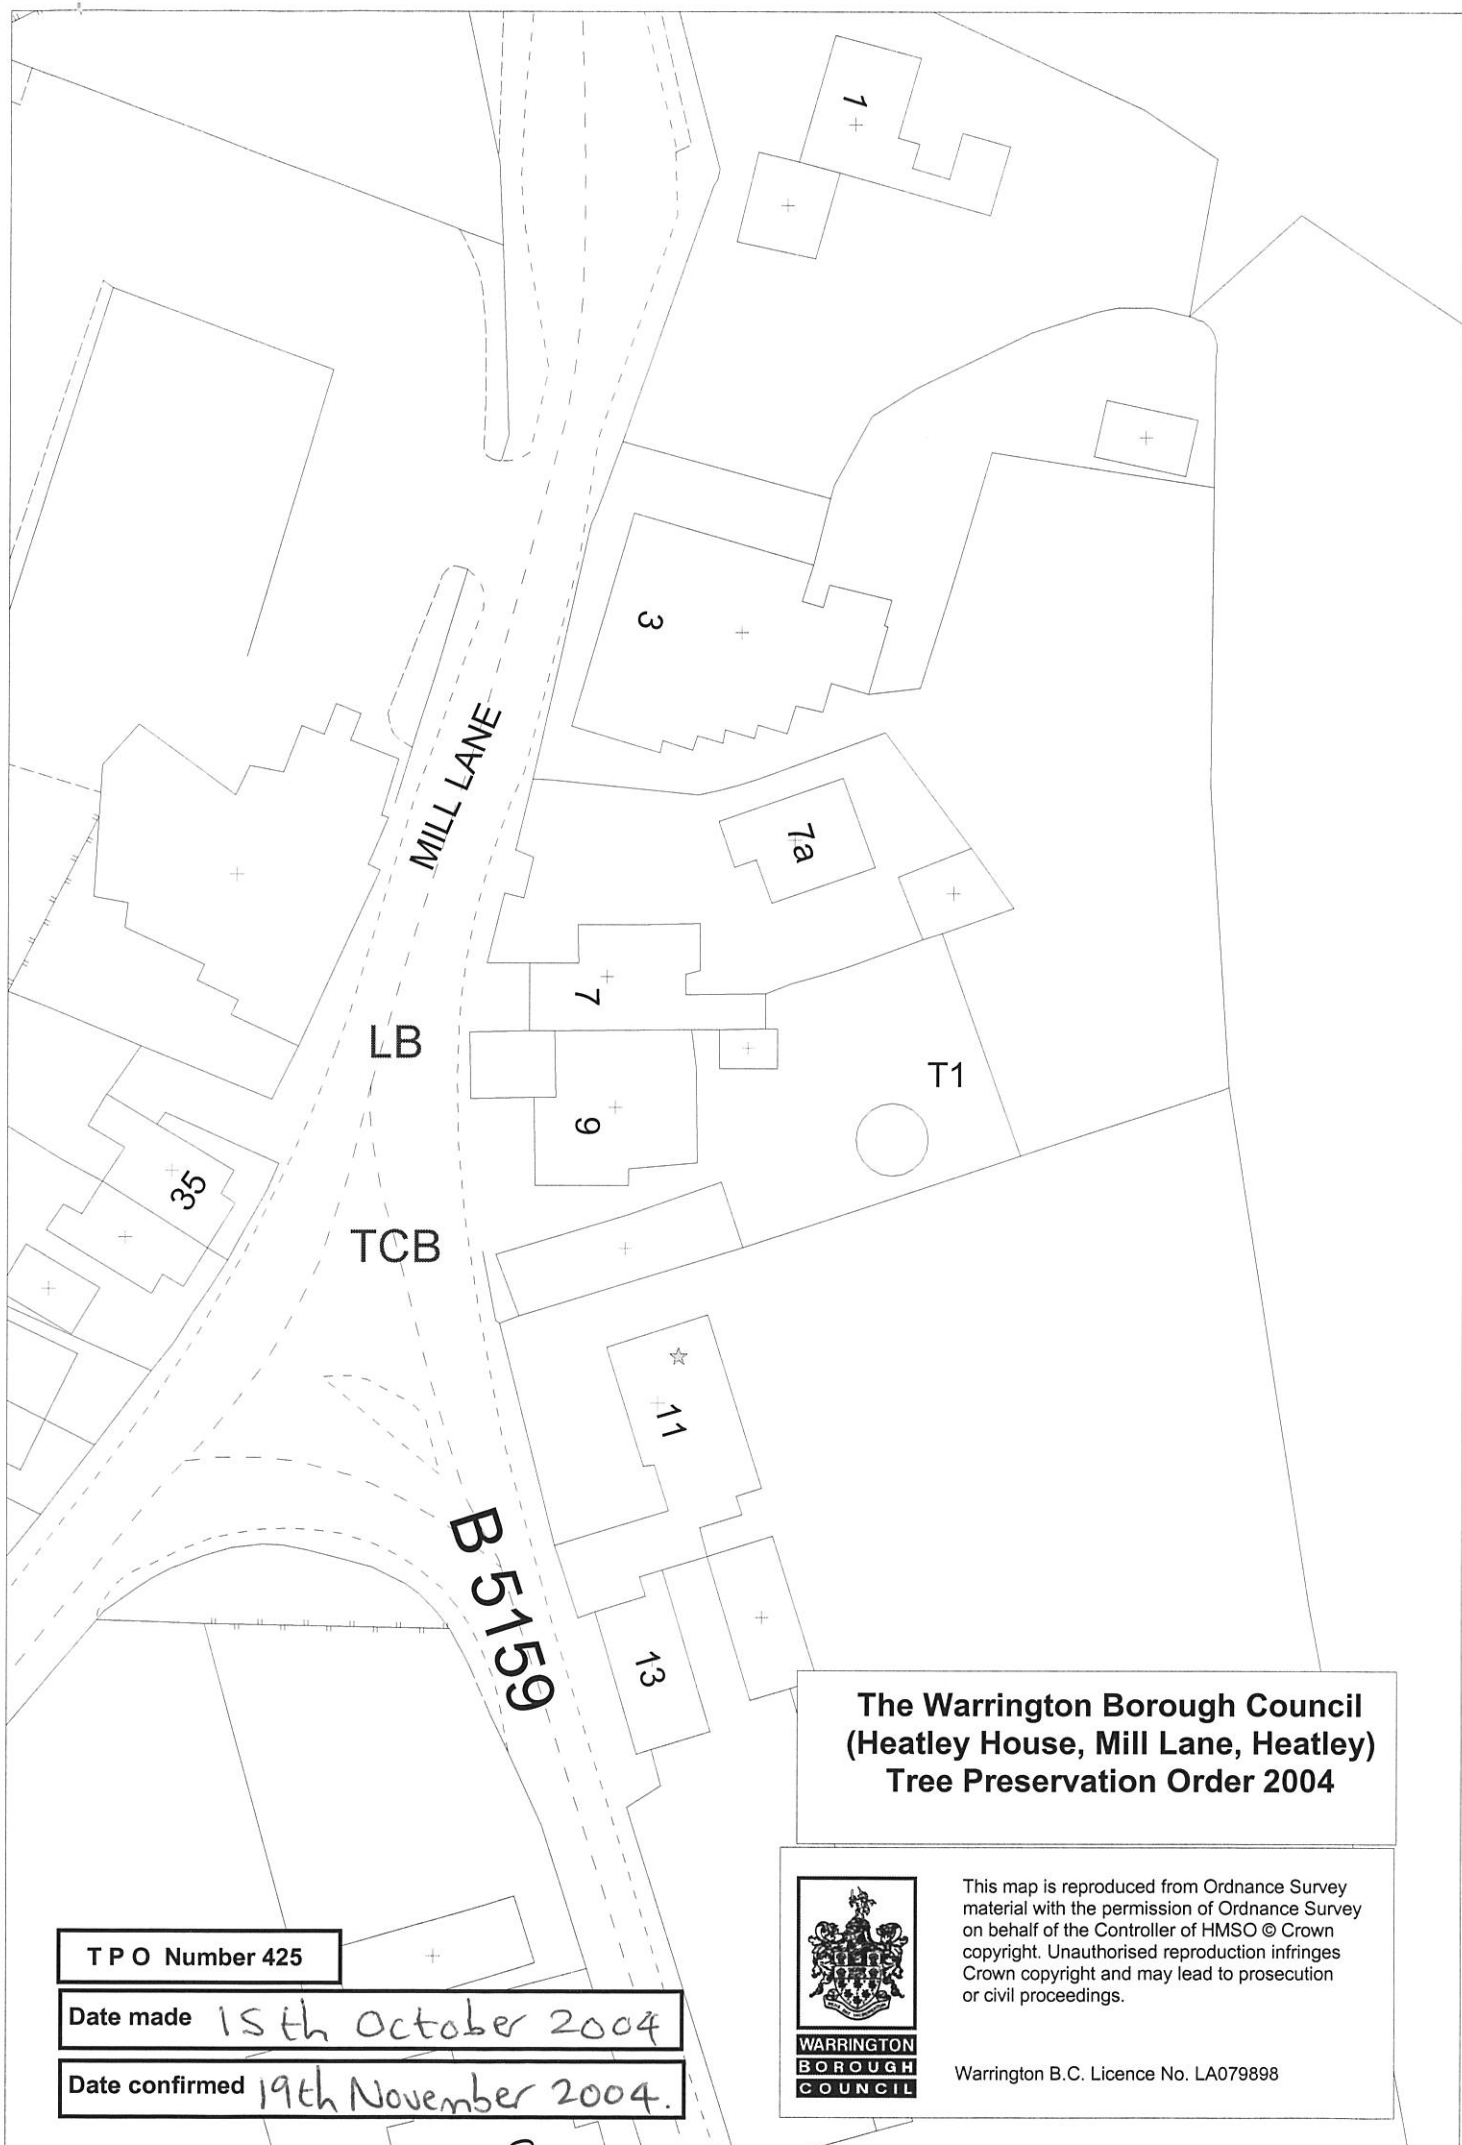 1
3
MILL LANE
7a
7
LB
T1
9
35
TCB
11
B 5159
13
The Warrington Borough Council
(Heatley House, Mill Lane, Heatley)
Tree Preservation Order 2004
T P O Number 425
Date made 15th October 2004
Date confirmed 19th November 2004.
This map is reproduced from Ordnance Survey
material with the permission of Ordnance Survey
on behalf of the Controller of HMSO © Crown
copyright. Unauthorised reproduction infringes
Crown copyright and may lead to prosecution
or civil proceedings.
WARRINGTON
BOROUGH
COUNCIL
Warrington B.C. Licence No. LA079898